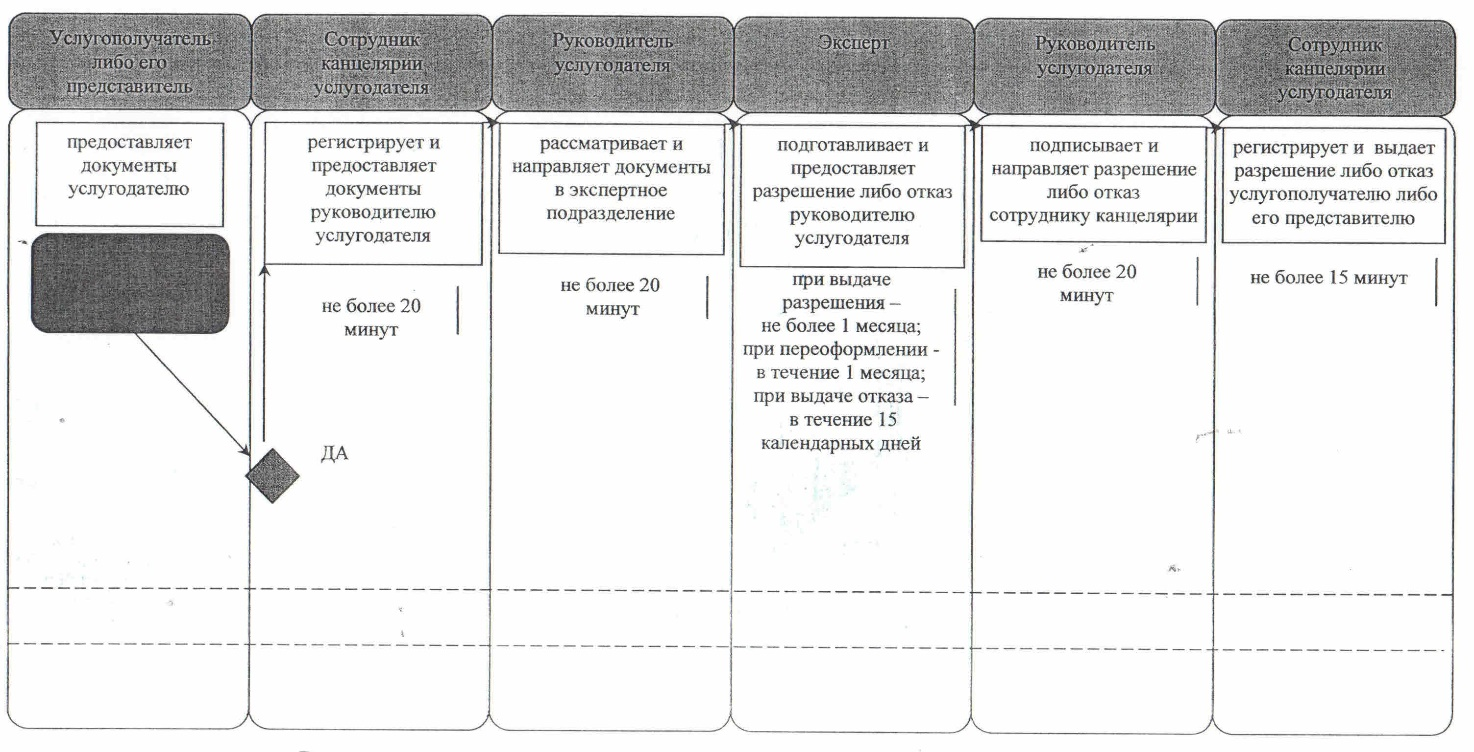 Услугополучатель
либо его
представитель
Сотрудник
канцелярии
услугодателя
Руководитель
услугодателя
Эксперт
Руководитель
услугодателя
Сотрудник
канцелярии
услугодателя
предоставляет
документы
услугодателю
регистрирует и
предоставляет
документы
руководителю
услугодателя
рассматривает и
направляет документы
в экспертное
подразделение
подготавливает и
предоставляет
разрешение либо отказ
руководителю
услугодателя
подписывает и
направляет разрешение
либо отказ
сотруднику канцелярии
регистрирует и выдает
разрешение либо отказ
услугополучателю либо
его представителю
не более 20
минут
не более 20
минут
при выдаче
разрешения –
не более 1 месяца;
при переоформлении -
в течение 1 месяца;
при выдаче отказа –
в течение 15
календарных дней
не более 20
минут
не более 15 минут
ДА